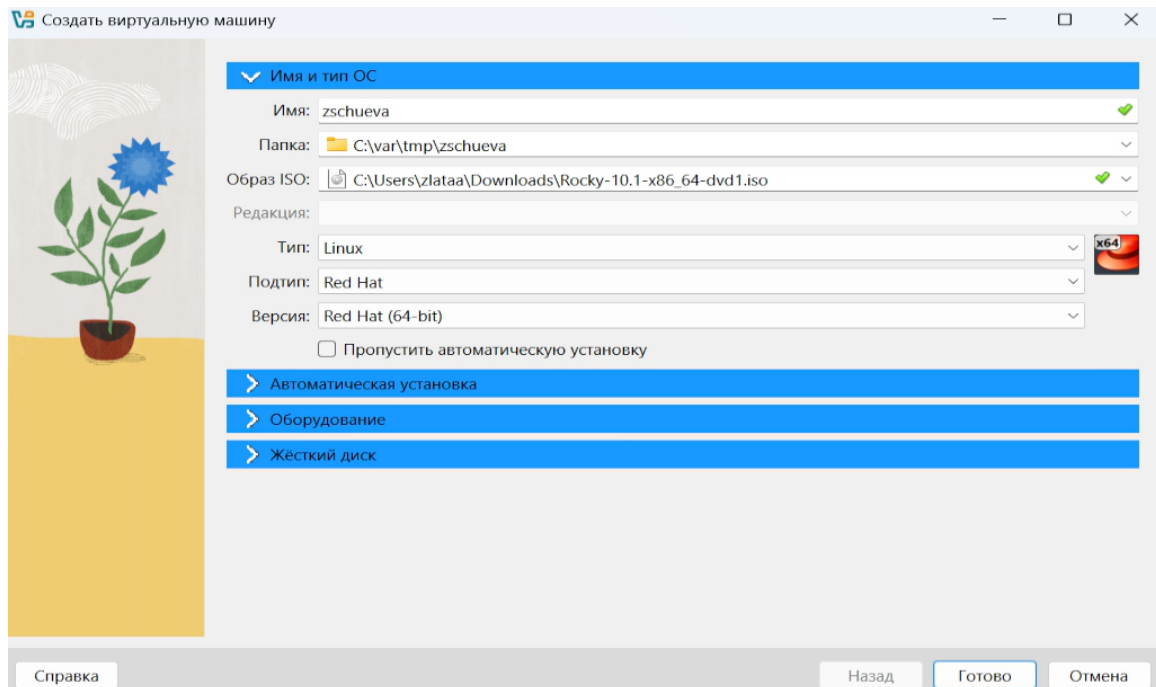 Создать виртуальную машину
Имя и тип ОС
Имя: zschueva
Папка: C:\var\tmp\zschueva
Образ ISO: C:\Users\zlataa\Downloads\Rocky-10.1-x86_64-dvd1.iso
Редакция:
Тип: Linux
x64
Подтип: Red Hat
Версия: Red Hat (64-bit)
Пропустить автоматическую установку
Автоматическая установка
Оборудование
Жёсткий диск
Справка Назад Готово Отмена